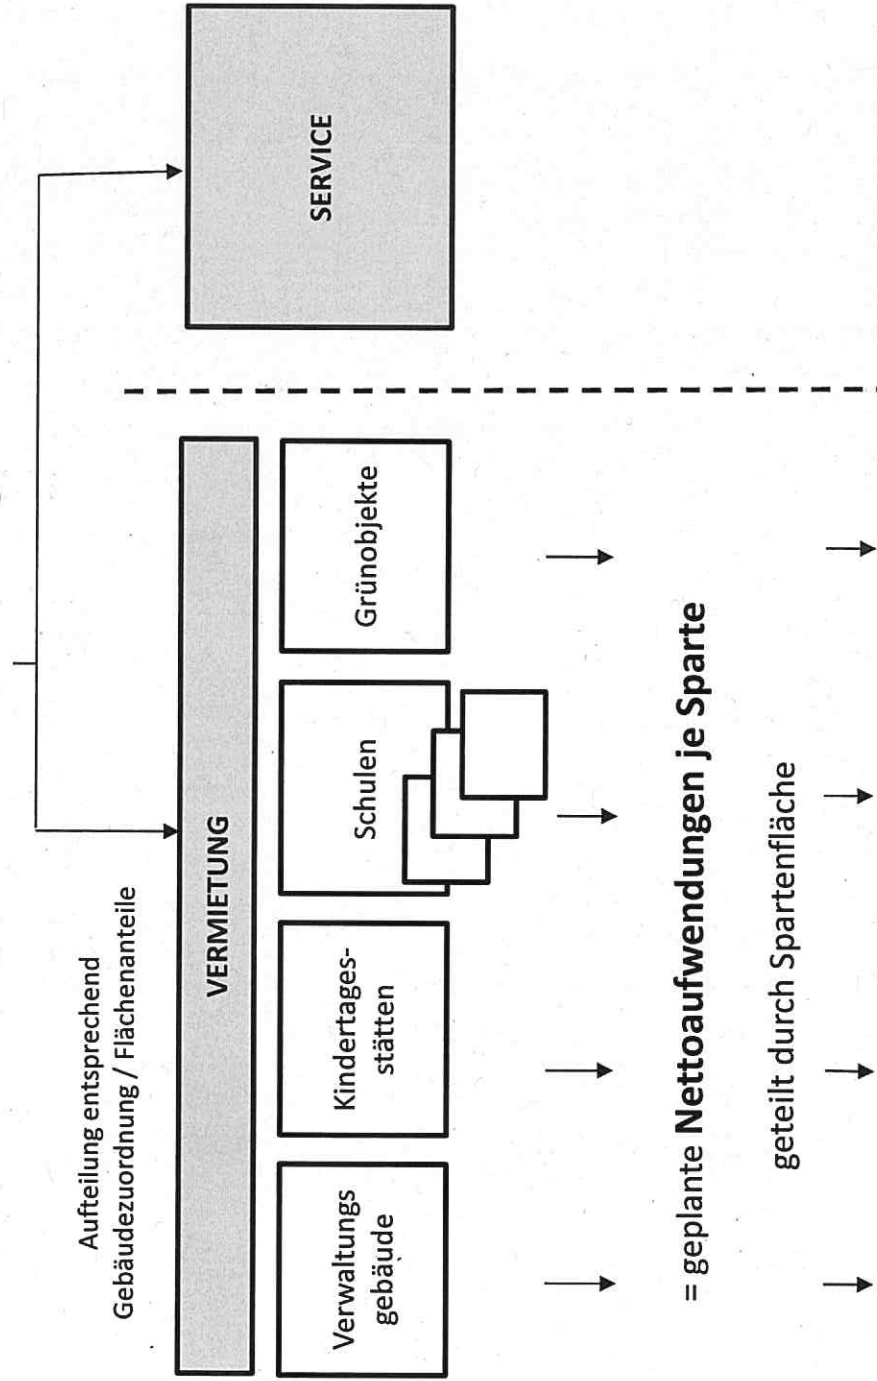 Aufteilung entsprechend
Gebäudezuordnung / Flächenanteile
VERMIETUNG
SERVICE
Verwaltungs
gebäude
Kindertages-
stätten
Schulen
Grünobjekte
= geplante Nettoaufwendungen je Sparte
geteilt durch Spartenfläche